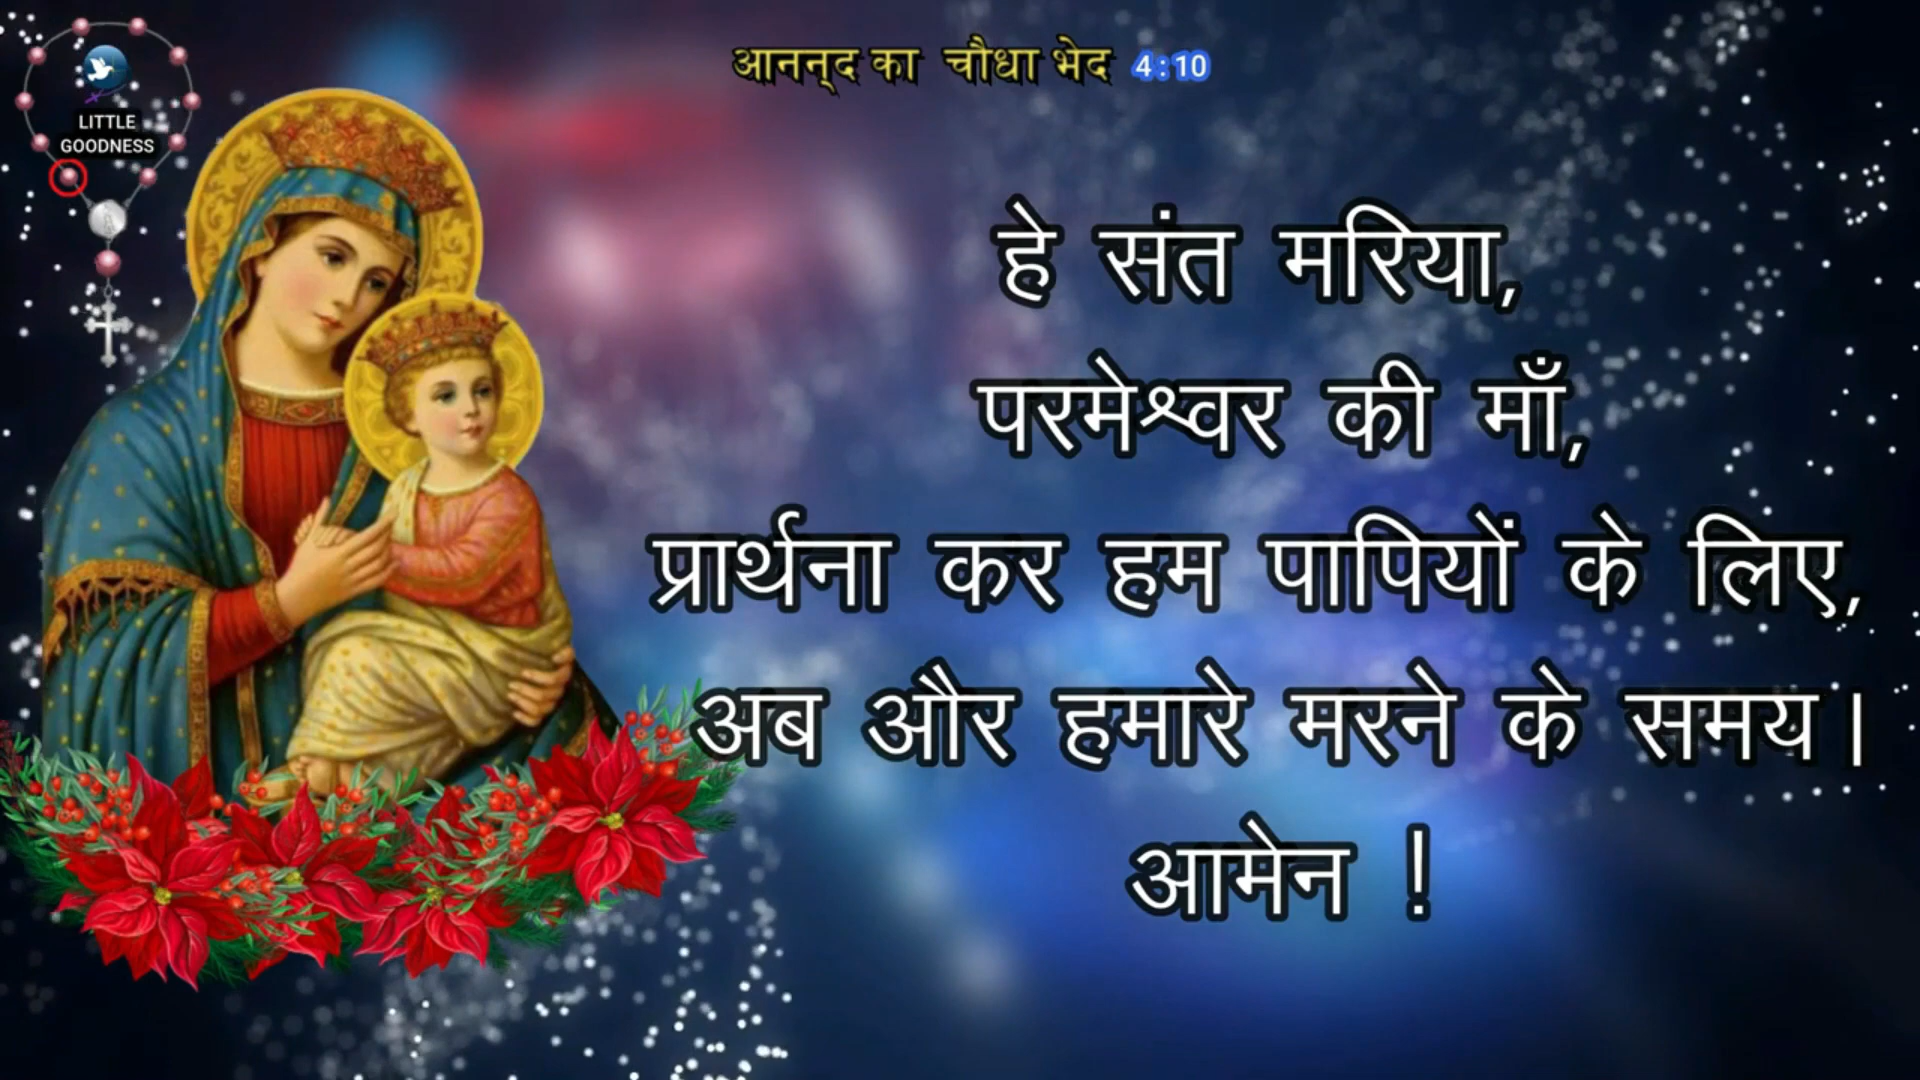 आनन्द का चौधा भेद 4:10
LITTLE
GOODNESS
हे संत मरिया,
परमेश्वर की माँ,
प्रार्थना कर हम पापियों के लिए,
अब और हमारे मरने के समय।
आमेन !